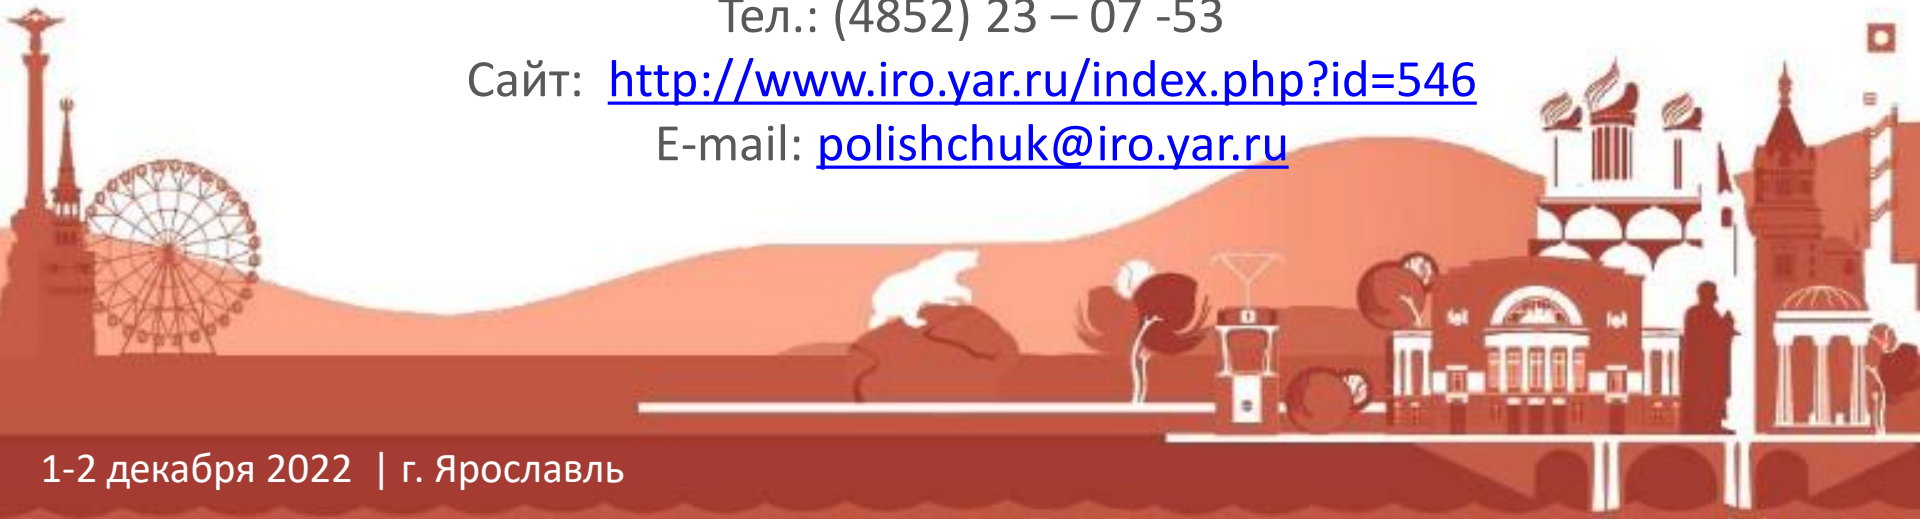 Тел.: (4852) 23 – 07 -53
Сайт: http://www.iro.yar.ru/index.php?id=546
E-mail: polishchuk@iro.yar.ru
1-2 декабря 2022 | г. Ярославль